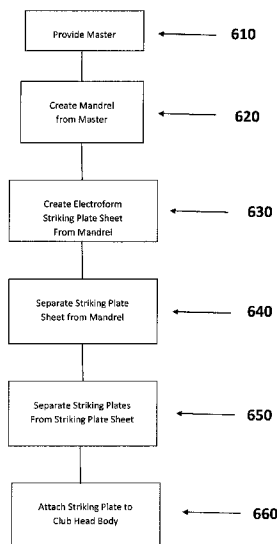 Provide Master
610
Create Mandrel
from Master
620
Create Electroform
Striking Plate Sheet
From Mandrel
630
Separate Striking Plate
Sheet from Mandrel
640
Separate Striking Plates
From Striking Plate Sheet
650
Attach Striking Plate to
Club Head Body
660